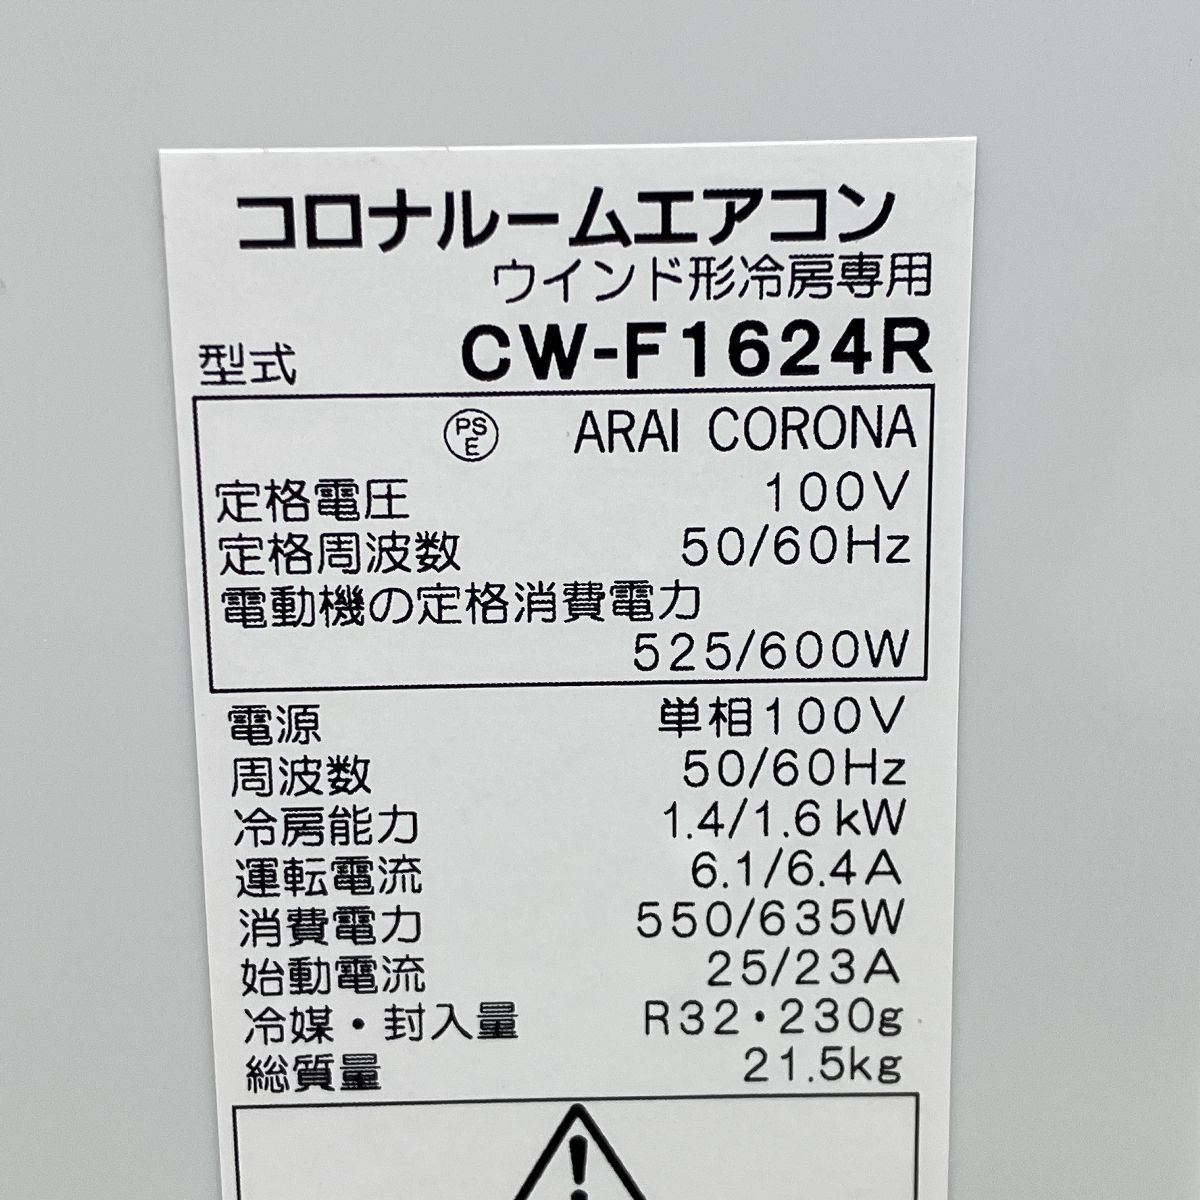 コロナルームエアコン
ウインド形冷房専用
型式 CW-F1624R
PS E ARAI CORONA
定格電圧 100V
定格周波数 50/60Hz
電動機の定格消費電力
525/600W
電源 単相100V
周波数 50/60Hz
冷房能力 1.4/1.6kW
運転電流 6.1/6.4A
消費電力 550/635W
始動電流 25/23A
冷媒・封入量 R32・230g
総質量 21.5kg